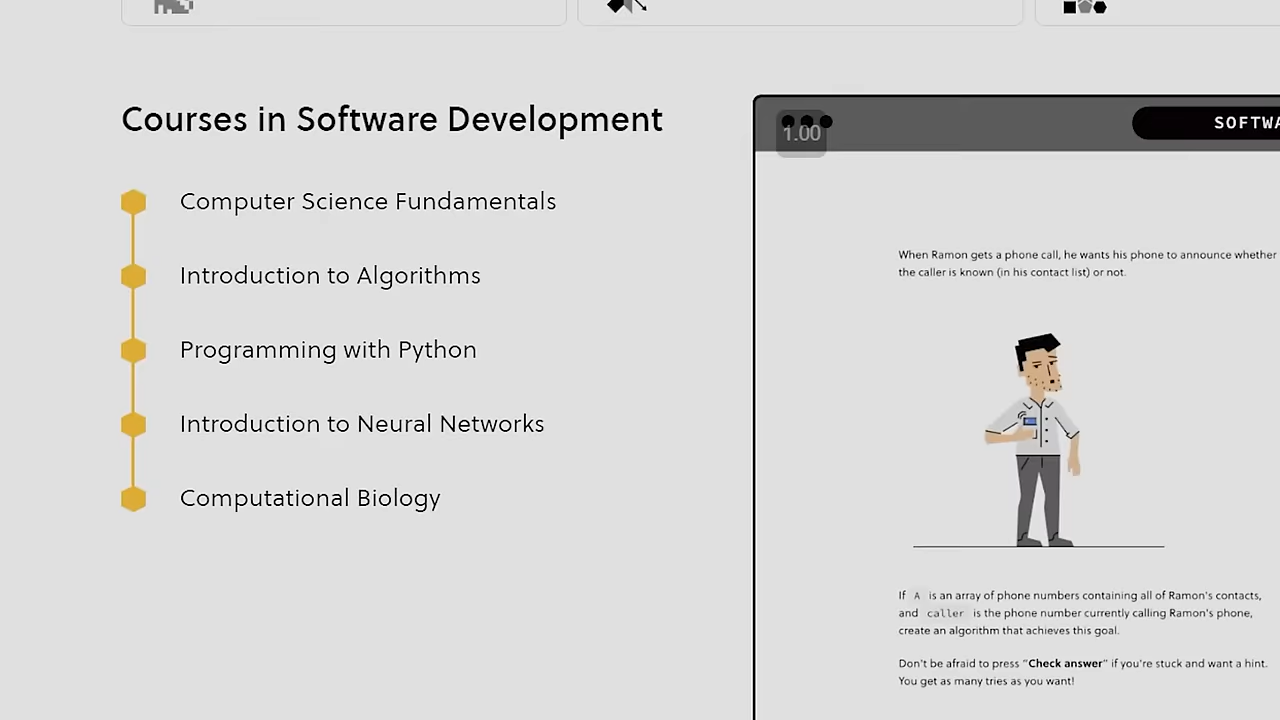 Courses in Software Development
Computer Science Fundamentals
Introduction to Algorithms
Programming with Python
Introduction to Neural Networks
Computational Biology
1.00
SOFTWA
When Ramon gets a phone call, he wants his phone to announce whether
the caller is known (in his contact list) or not.
If A is an array of phone numbers containing all of Ramon's contacts,
and caller is the phone number currently calling Ramon's phone,
create an algorithm that achieves this goal.
Don't be afraid to press "Check answer" if you're stuck and want a hint.
You get as many tries as you want!